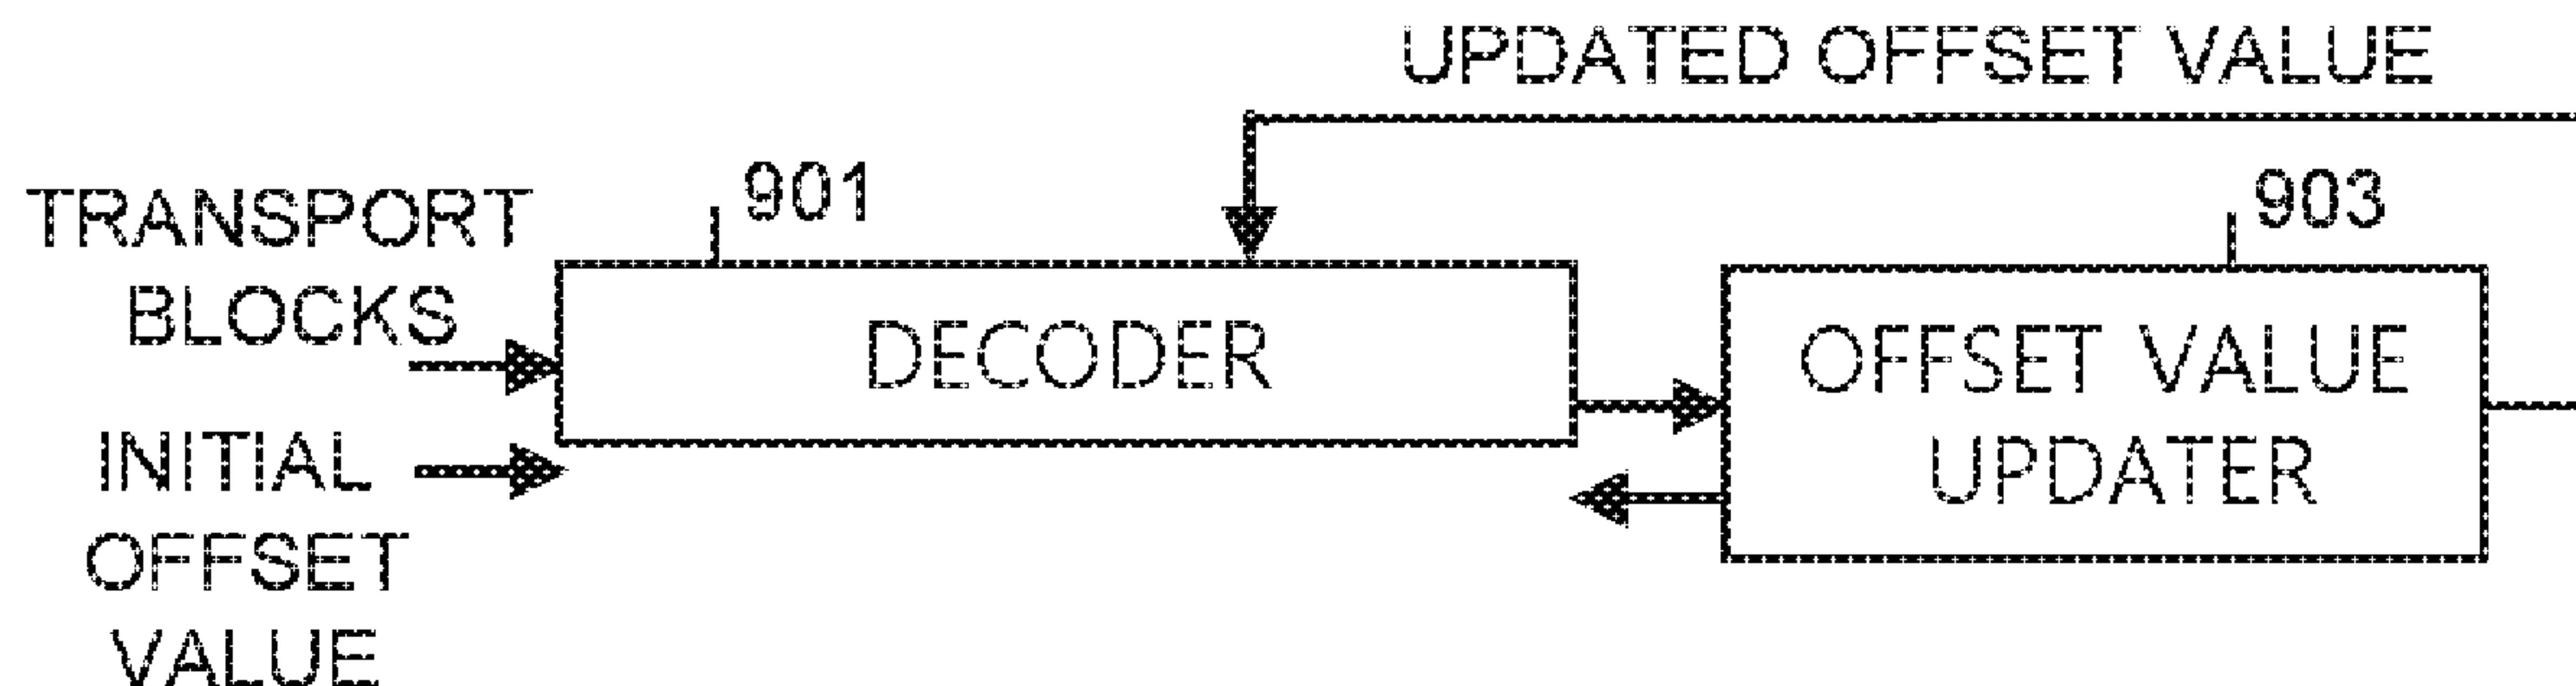 UPDATED OFFSET VALUE
901
903
TRANSPORT
BLOCKS
DECODER
OFFSET VALUE
UPDATER
INITIAL
OFFSET
VALUE